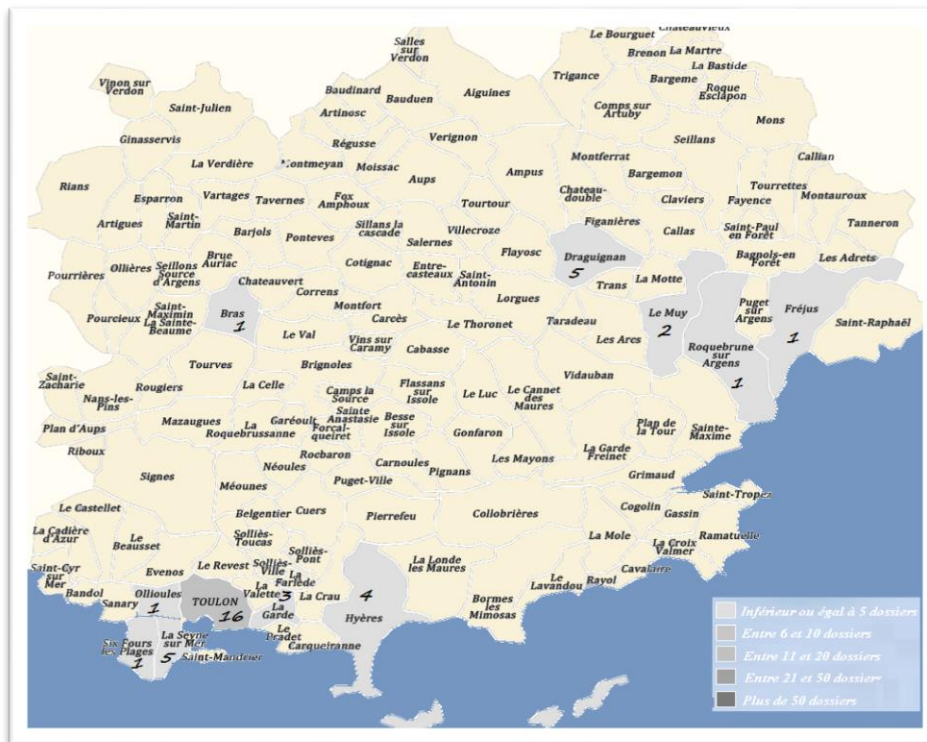 Chateauvieux
Le Bourguet
Brenon La Martre
Salles
sur
Verdon
La Bastide
Trigance
Bargeme
Roque
Esclapon
Vinon sur
Verdon
Baudinard
Bauduen
Aiguines
Saint-Julien
Artinosc
Comps sur
Artuby
Mons
Ginasservis
Régusse
Verignon
Seillans
La Verdière
Montmeyan
Moissac
Montferrat
Callian
Rians
Aups
Ampus
Bargemon
Esparron
Vartages
Tavernes
Fox
Amphoux
Chateau-
double
Claviers
Tourrettes
Fayence
Montauroux
Artigues
Saint-
Martin
Tourtour
Barjols
Ponteves
Sillans la
cascade
Villecroze
Figanières
Callas
Saint-Paul
en Forêt
Tanneron
Salernes
Flayosc
Pourrières
Ollières
Seillons
Source
d'Argens
Brue
Auriac
Cotignac
Entre-
casteaux
Saint-
Antonin
Draguignan
5
Bagnols-en
Forêt
Les Adrets
Chateauvert
Correns
Trans
La Motte
Pourcieux
Saint-
Maximin
La Sainte-
Beaume
Bras
1
Montfort
Lorgues
Le Muy
2
Puget
sur
Argens
Fréjus
1
Saint-Raphaël
Carcès
Le Val
Le Thoronet
Taradeau
Vins sur
Caramy
Cabasse
Les Arcs
Roquebrune
sur
Argens
1
Tourves
Brignoles
Vidauban
Saint-
Zacharie
Rougiers
La Celle
Camps la
Source
Flassans
sur
Issole
Le Luc
Le Cannet
des
Maures
Nans-les-
Pins
Plan d'Aups
Mazaugues
La
Roquebrussanne
Garéoult
Sainte
Anastasie
Forcal-
queiret
Besse
sur
Issole
Gonfaron
Plan de
la Tour
Sainte-
Maxime
Riboux
Rocbaron
Néoules
Carnoules
Les Mayons
La Garde
Freinet
Signes
Méounes
Puget-Ville
Pignans
Grimaud
Saint-Tropez
Le Castellet
Belgentier
Cuers
Pierrefeu
Collobrières
Cogolin
Gassin
La Cadière
d'Azur
Le
Beausset
Solliès-
Toucas
La Mole
Ramatuelle
La Croix
Valmer
Solliès-
Pont
Saint-Cyr
sur
Mer
Evenos
Le Revest
Solliès-
Ville
La
Farlède
La Londe
les Maures
Cavalaire
Bandol
Sanary
Ollioules
1
TOULON
16
La
Valette
3
La Crau
4
Hyères
Le
Lavandou
Rayol
Bormes
les
Mimosas
La
Garde
Le
Pradet
Carqueiranne
Six Fours
les Plages
1
La Seyne
sur Mer
5
Saint-Mandrier
Inférieur ou égal à 5 dossiers
Entre 6 et 10 dossiers
Entre 11 et 20 dossiers
Entre 21 et 50 dossiers
Plus de 50 dossiers